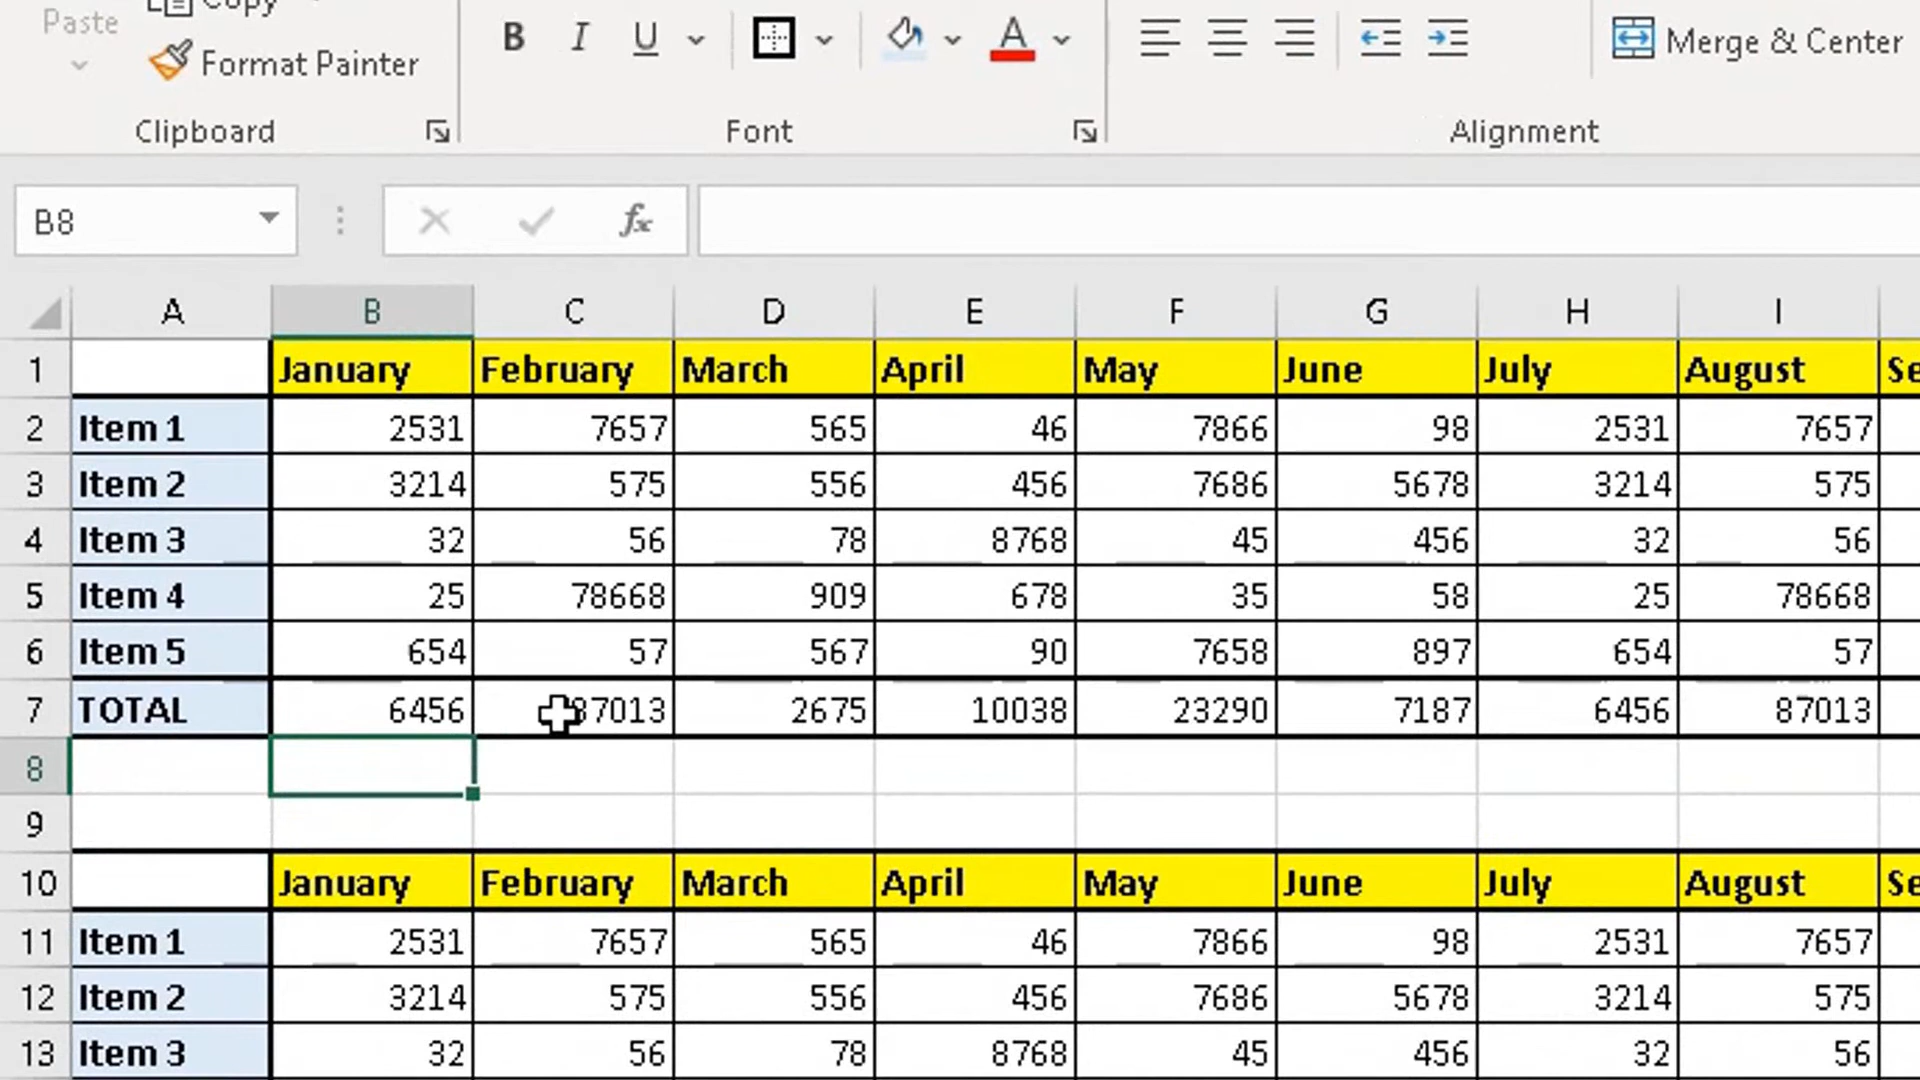 Paste
Copy
Format Painter
B I U A
Merge & Center
Clipboard
Font
Alignment
B8
fx
A B C D E F G H I
1 January February March April May June July August Se
2 Item 1 2531 7657 565 46 7866 98 2531 7657
3 Item 2 3214 575 556 456 7686 5678 3214 575
4 Item 3 32 56 78 8768 45 456 32 56
5 Item 4 25 78668 909 678 35 58 25 78668
6 Item 5 654 57 567 90 7658 897 654 57
7 TOTAL 6456 87013 2675 10038 23290 7187 6456 87013
8
9
10 January February March April May June July August Se
11 Item 1 2531 7657 565 46 7866 98 2531 7657
12 Item 2 3214 575 556 456 7686 5678 3214 575
13 Item 3 32 56 78 8768 45 456 32 56